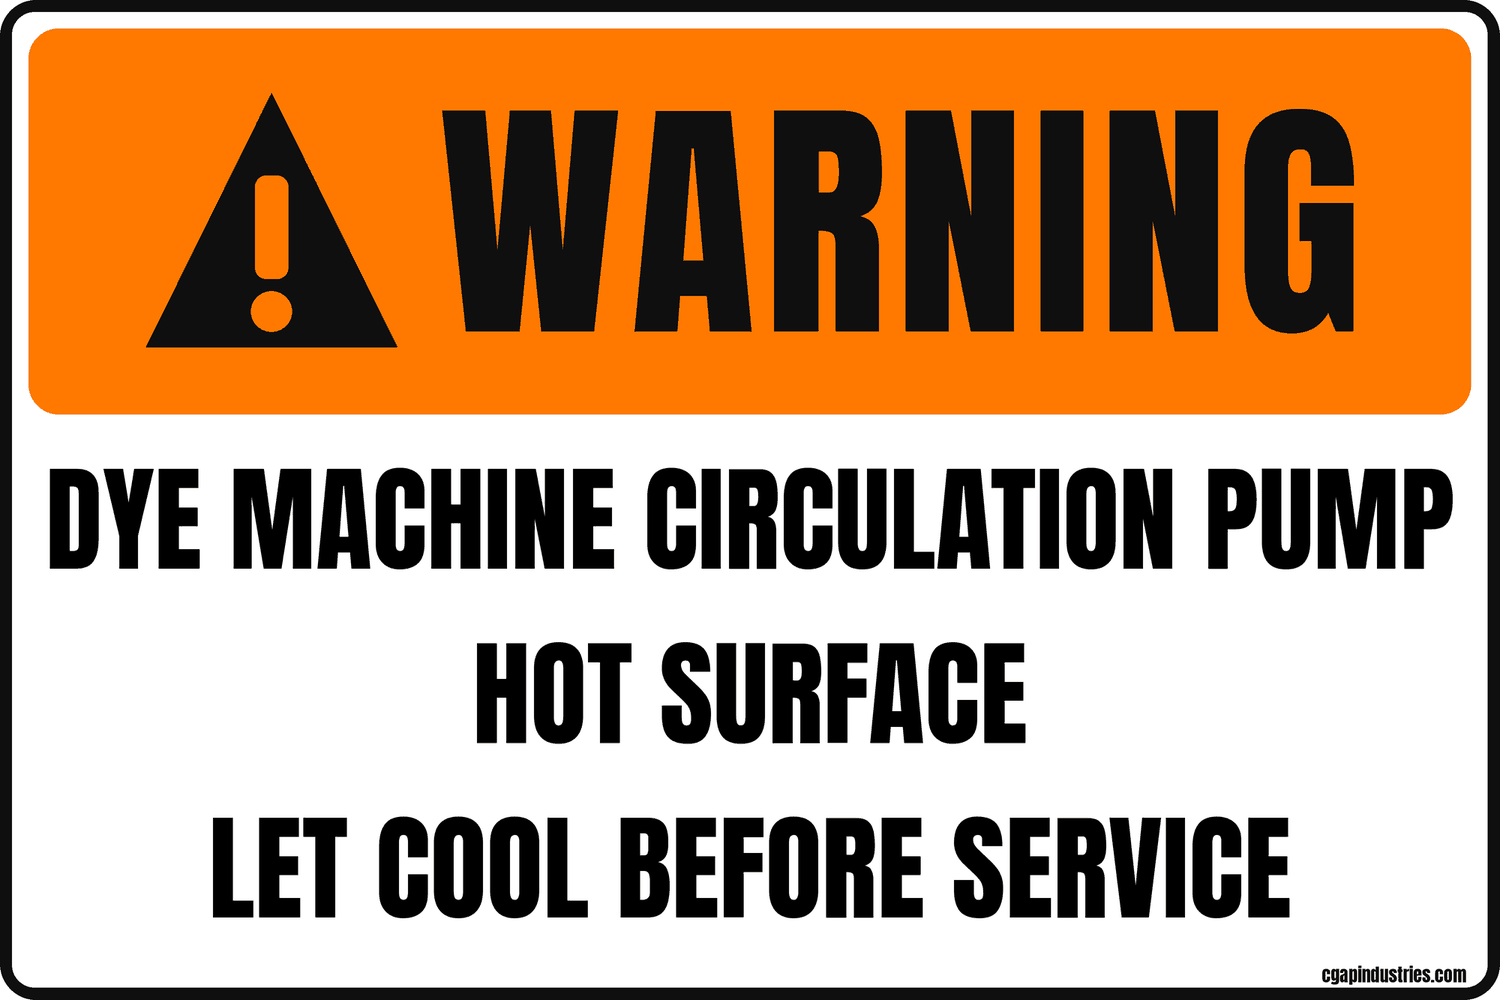 WARNING
DYE MACHINE CIRCULATION PUMP
HOT SURFACE
LET COOL BEFORE SERVICE
cgapindustries.com